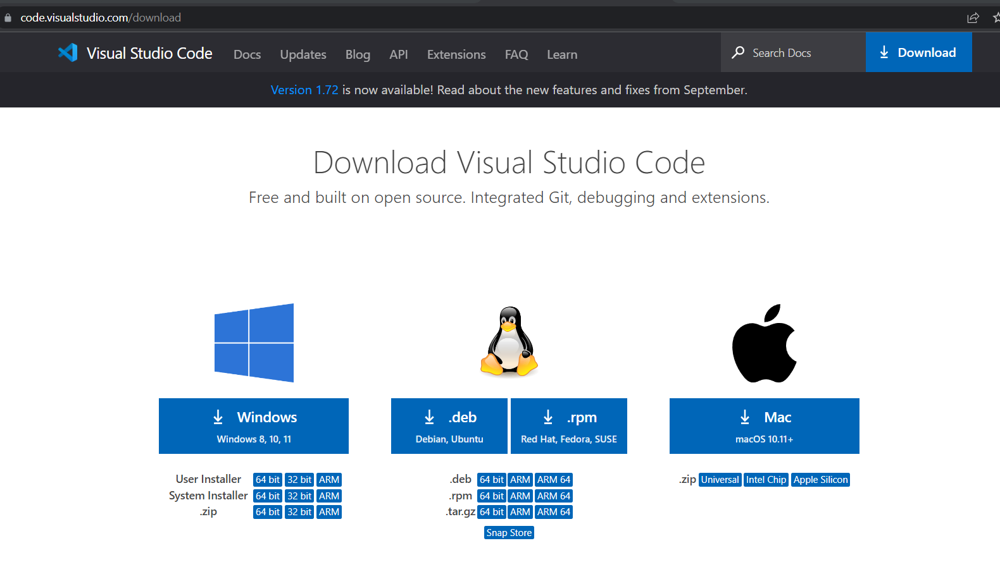 code.visualstudio.com/download
Visual Studio Code Docs Updates Blog API Extensions FAQ Learn Search Docs Download
Version 1.72 is now available! Read about the new features and fixes from September.
Download Visual Studio Code
Free and built on open source. Integrated Git, debugging and extensions.
Windows
Windows 8, 10, 11
User Installer 64 bit 32 bit ARM
System Installer 64 bit 32 bit ARM
.zip 64 bit 32 bit ARM
.deb
Debian, Ubuntu
.rpm
Red Hat, Fedora, SUSE
.deb 64 bit ARM ARM 64
.rpm 64 bit ARM ARM 64
.tar.gz 64 bit ARM ARM 64
Snap Store
Mac
macOS 10.11+
.zip Universal Intel Chip Apple Silicon